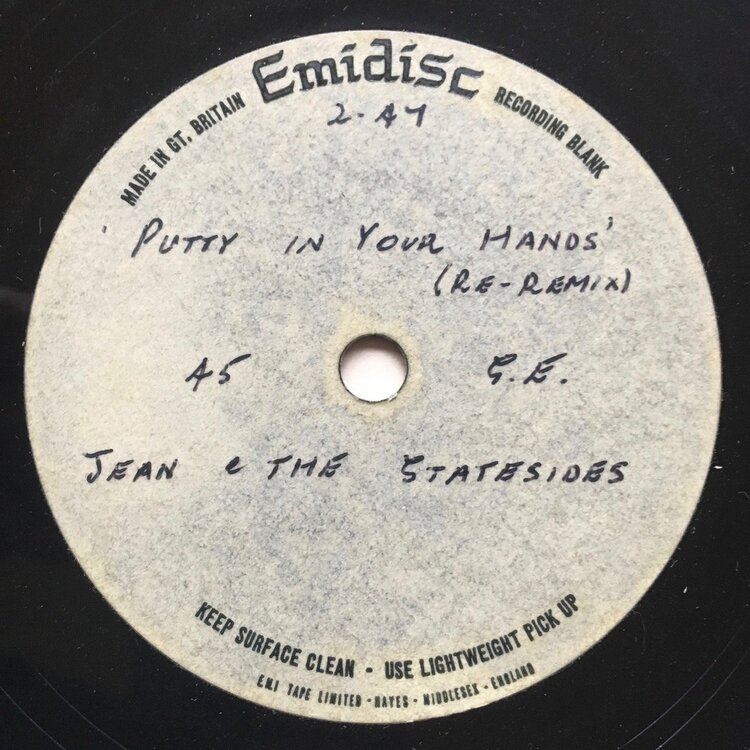 Emidisc
MADE IN GT. BRITAIN
RECORDING BLANK
2.47
'PUTTY IN YOUR HANDS'
(RE-REMIX)
45 G.E.
JEAN & THE STATESIDES
KEEP SURFACE CLEAN - USE LIGHTWEIGHT PICK UP
E.M.I TAPE LIMITED - HAYES - MIDDLESEX - ENGLAND